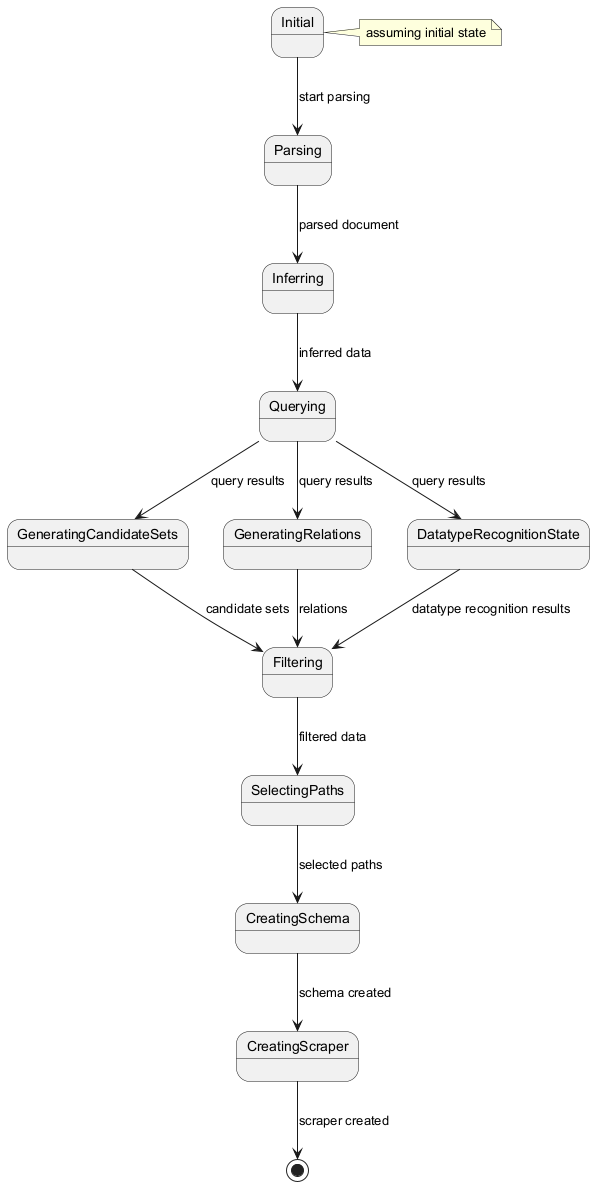 Initial
assuming initial state
start parsing
Parsing
parsed document
Inferring
inferred data
Querying
query results
query results
query results
GeneratingCandidateSets
GeneratingRelations
DatatypeRecognitionState
candidate sets
relations
datatype recognition results
Filtering
filtered data
SelectingPaths
selected paths
CreatingSchema
schema created
CreatingScraper
scraper created